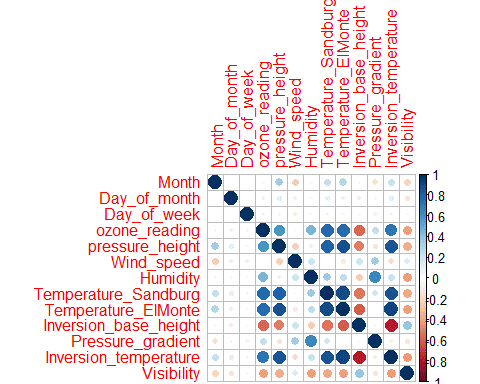 Month
Day_of_month
Day_of_week
ozone_reading
pressure_height
Wind_speed
Humidity
Temperature_Sandburg
Temperature_ElMonte
Inversion_base_height
Pressure_gradient
Inversion_temperature
Visibility
Month
Day_of_month
Day_of_week
ozone_reading
pressure_height
Wind_speed
Humidity
Temperature_Sandburg
Temperature_ElMonte
Inversion_base_height
Pressure_gradient
Inversion_temperature
Visibility
1
0.8
0.6
0.4
0.2
0
-0.2
-0.4
-0.6
-0.8
-1